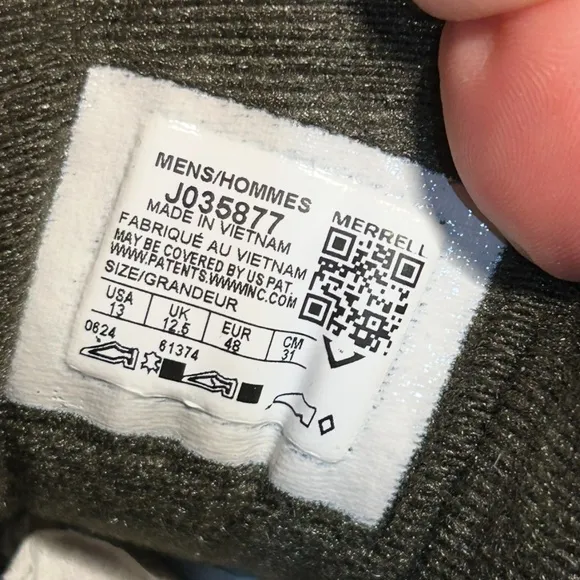 MENS/HOMMES
J035877
MADE IN VIETNAM
FABRIQUÉ AU VIETNAM
MAY BE COVERED BY US PAT.
WWW.PATENTS.WWWINC.COM
SIZE/GRANDEUR
USA UK EUR CM
13 12.5 48 31
0624 61374
MERRELL